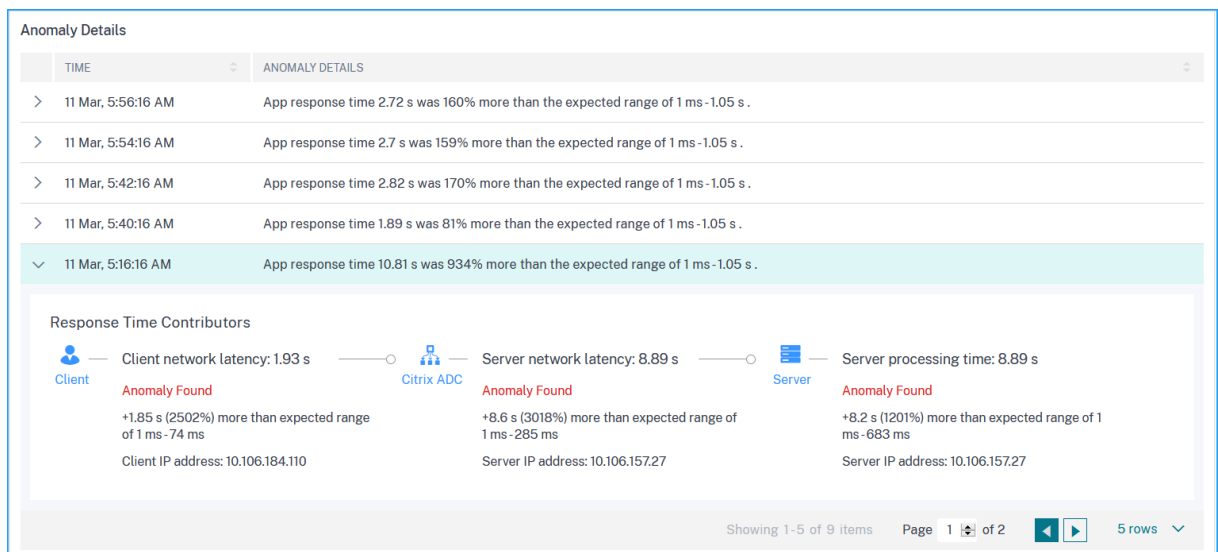 Anomaly Details
TIME ANOMALY DETAILS
11 Mar, 5:56:16 AM App response time 2.72 s was 160% more than the expected range of 1 ms-1.05 s .
11 Mar, 5:54:16 AM App response time 2.7 s was 159% more than the expected range of 1 ms-1.05 s .
11 Mar, 5:42:16 AM App response time 2.82 s was 170% more than the expected range of 1 ms-1.05 s .
11 Mar, 5:40:16 AM App response time 1.89 s was 81% more than the expected range of 1 ms-1.05 s .
11 Mar, 5:16:16 AM App response time 10.81 s was 934% more than the expected range of 1 ms-1.05 s .
Response Time Contributors
Client
Client network latency: 1.93 s
Anomaly Found
+1.85 s (2502%) more than expected range
of 1 ms-74 ms
Client IP address: 10.106.184.110
Citrix ADC
Server network latency: 8.89 s
Anomaly Found
+8.6 s (3018%) more than expected range of
1 ms-285 ms
Server IP address: 10.106.157.27
Server
Server processing time: 8.89 s
Anomaly Found
+8.2 s (1201%) more than expected range of 1
ms-683 ms
Server IP address: 10.106.157.27
Showing 1-5 of 9 items Page 1 of 2 5 rows